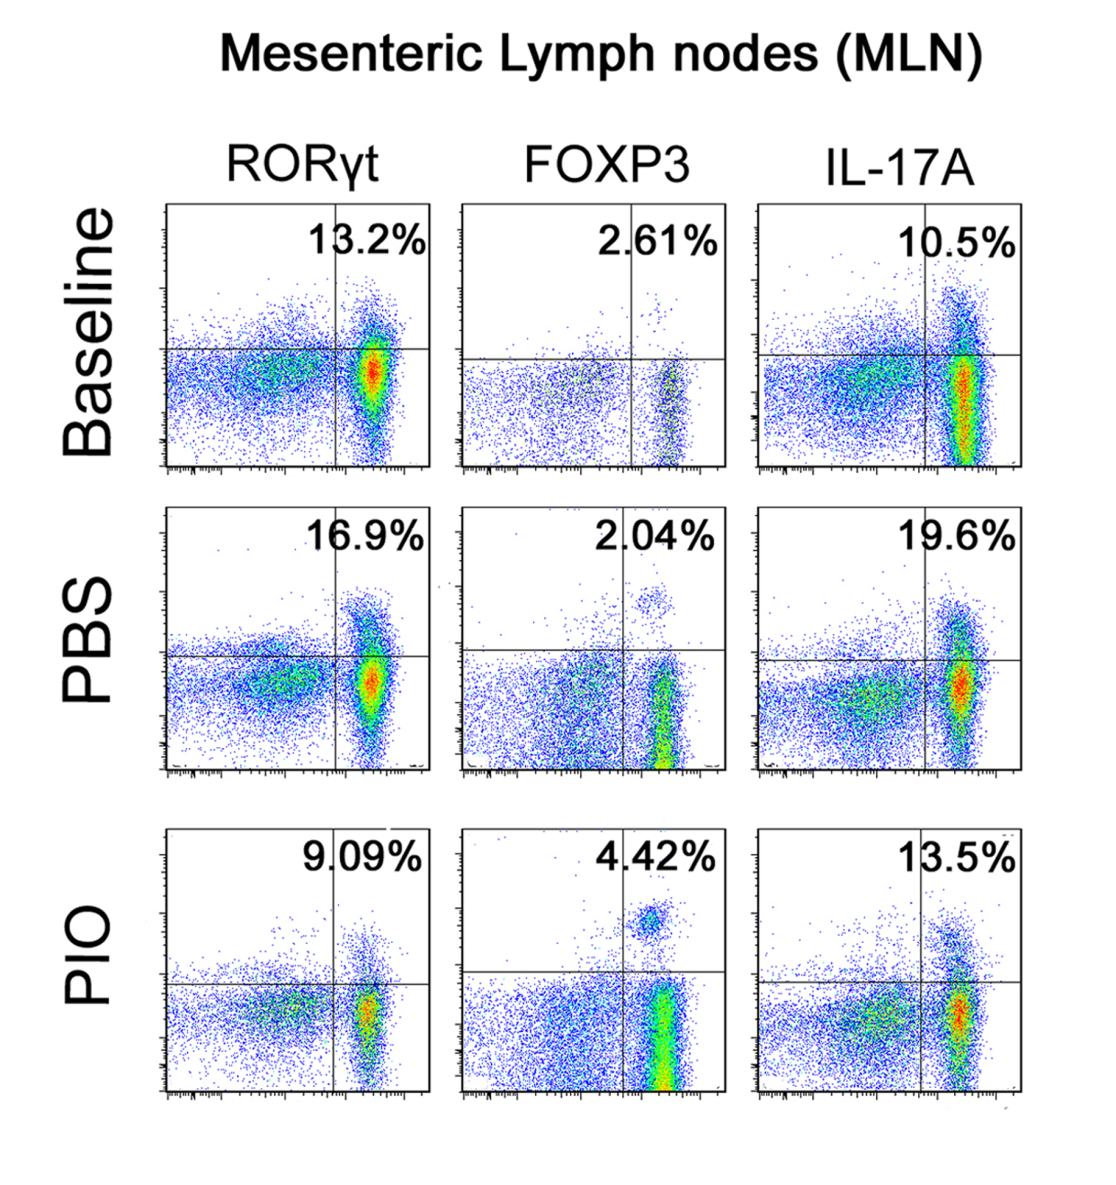 Mesenteric Lymph nodes (MLN)
RORγt FOXP3 IL-17A
Baseline
13.2% 2.61% 10.5%
PBS
16.9% 2.04% 19.6%
PIO
9.09% 4.42% 13.5%